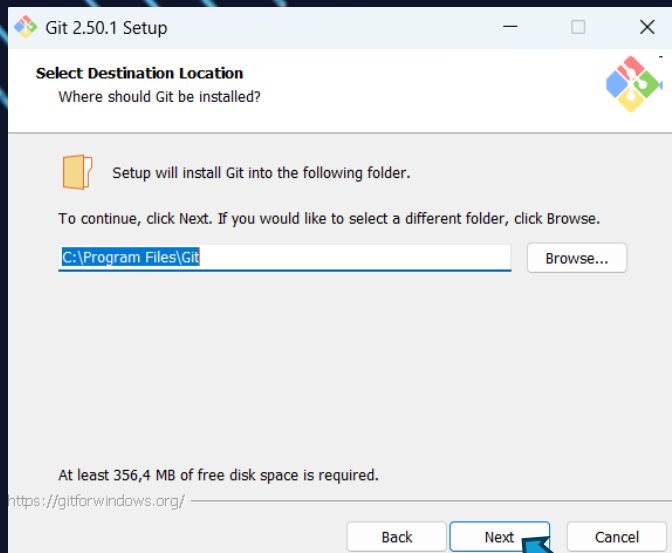 Git 2.50.1 Setup
Select Destination Location
Where should Git be installed?
Setup will install Git into the following folder.
To continue, click Next. If you would like to select a different folder, click Browse.
C:\Program Files\Git
Browse...
At least 356,4 MB of free disk space is required.
https://gitforwindows.org/
Back
Next
Cancel